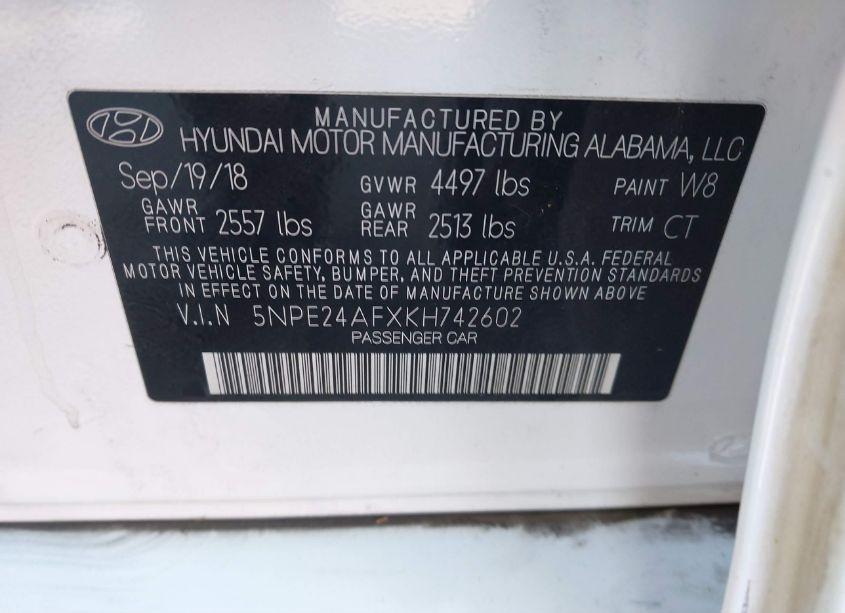 MANUFACTURED BY
HYUNDAI MOTOR MANUFACTURING ALABAMA, LLC
Sep/19/18 GVWR 4497 lbs PAINT W8
GAWR FRONT 2557 lbs GAWR REAR 2513 lbs TRIM CT
THIS VEHICLE CONFORMS TO ALL APPLICABLE U.S.A. FEDERAL
MOTOR VEHICLE SAFETY, BUMPER, AND THEFT PREVENTION STANDARDS
IN EFFECT ON THE DATE OF MANUFACTURE SHOWN ABOVE
V.I.N 5NPE24AFXKH742602
PASSENGER CAR